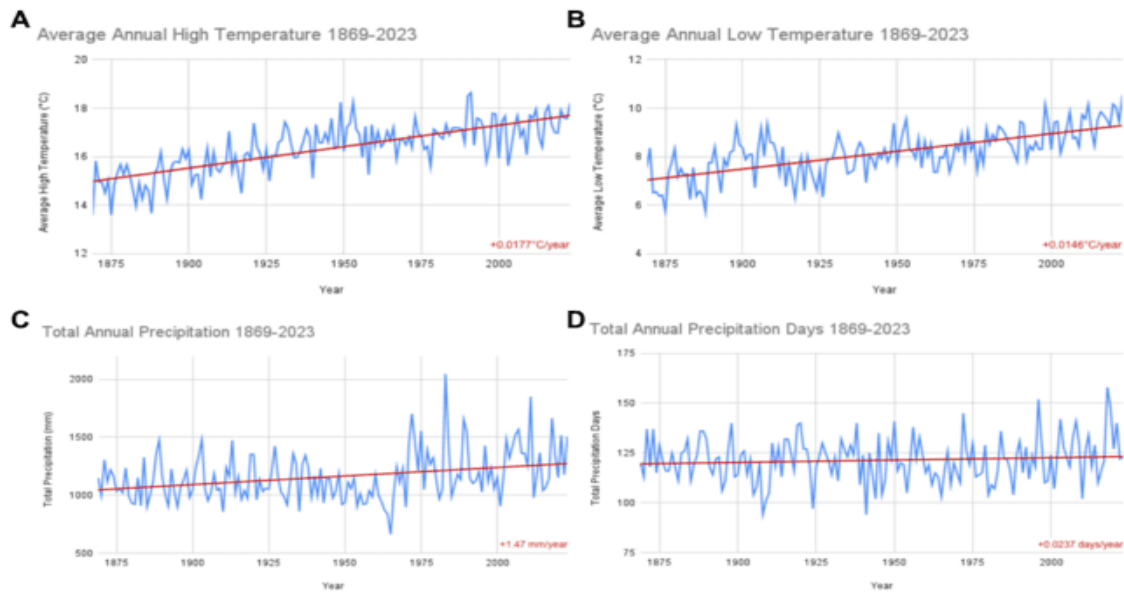 A
Average Annual High Temperature 1869-2023
Average High Temperature (°C)
20
18
16
14
12
1875 1900 1925 1950 1975 2000
Year
+0.0177°C/year
B
Average Annual Low Temperature 1869-2023
Average Low Temperature (°C)
12
10
8
6
4
1875 1900 1925 1950 1975 2000
Year
+0.0146°C/year
C
Total Annual Precipitation 1869-2023
Total Precipitation (mm)
2000
1500
1000
500
1875 1900 1925 1950 1975 2000
Year
+1.47 mm/year
D
Total Annual Precipitation Days 1869-2023
Total Precipitation Days
175
150
125
100
75
1875 1900 1925 1950 1975 2000
Year
+0.0237 days/year